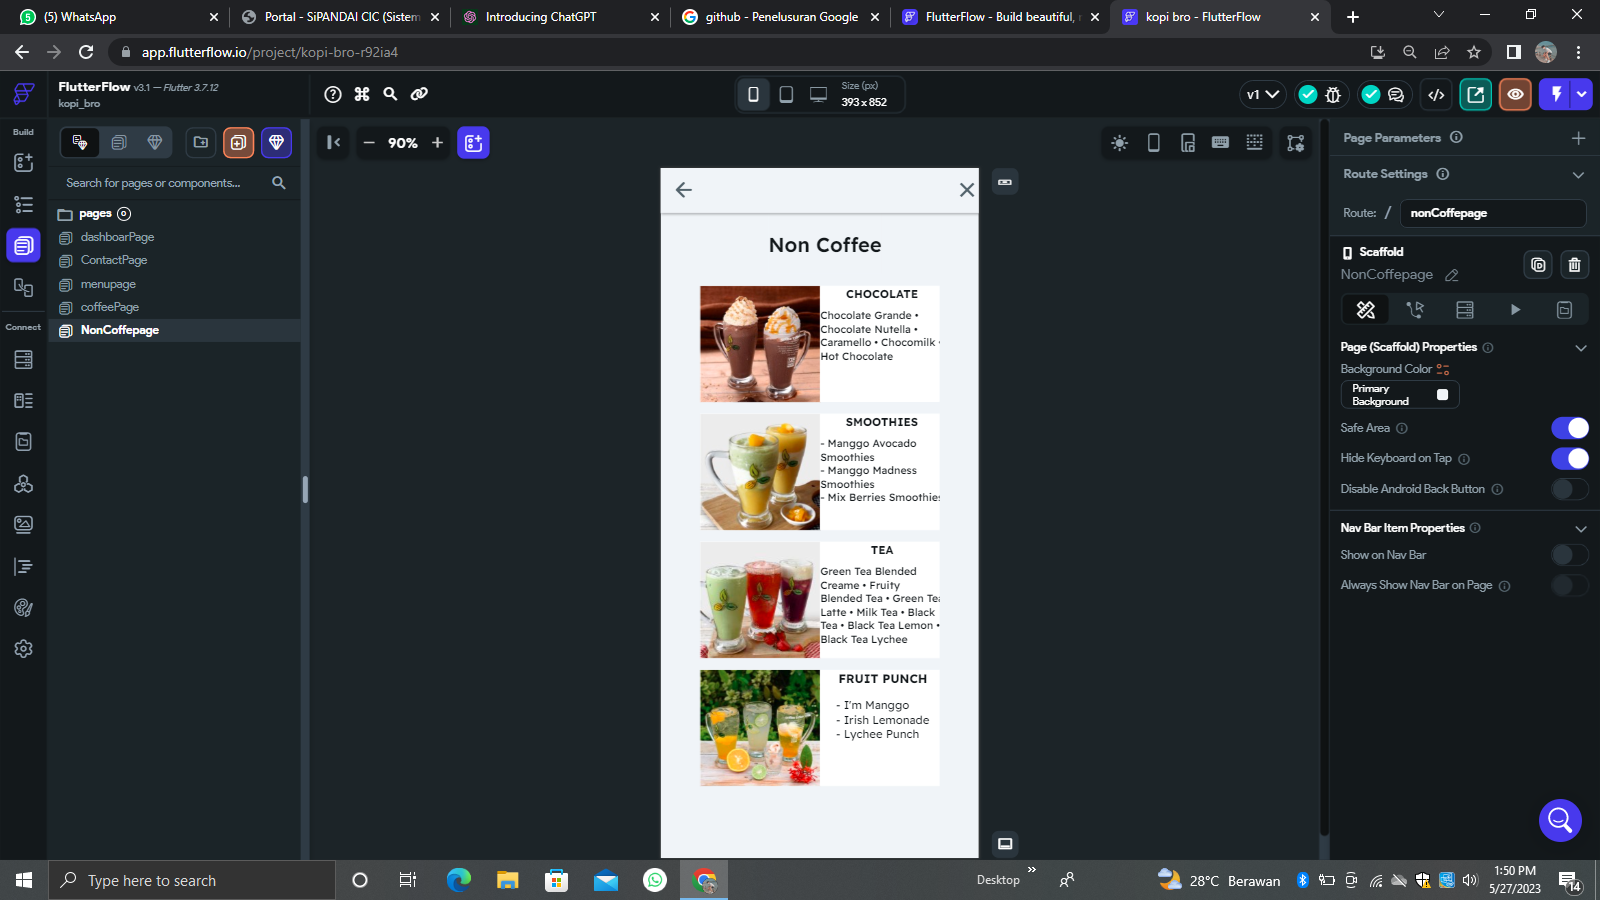 (5) WhatsApp
Portal - SiPANDAI CIC (Sistem
Introducing ChatGPT
github - Penelusuran Google
FlutterFlow - Build beautiful,
kopi bro - FlutterFlow
app.flutterflow.io/project/kopi-bro-r92ia4
FlutterFlow v3.1 — Flutter 3.7.12
kopi_bro
Size (px)
393 x 852
v1
Build
90%
Page Parameters
Search for pages or components...
Route Settings
pages 0
Route: / nonCoffepage
dashboarPage
ContactPage
menupage
coffeePage
NonCoffepage
Connect
Non Coffee
CHOCOLATE
Chocolate Grande •
Chocolate Nutella •
Caramello • Chocomilk •
Hot Chocolate
SMOOTHIES
- Manggo Avocado
Smoothies
- Manggo Madness
Smoothies
- Mix Berries Smoothies
TEA
Green Tea Blended
Creame • Fruity
Blended Tea • Green Tea
Latte • Milk Tea • Black
Tea • Black Tea Lemon •
Black Tea Lychee
FRUIT PUNCH
- I'm Manggo
- Irish Lemonade
- Lychee Punch
Scaffold
NonCoffepage
Page (Scaffold) Properties
Background Color
Primary
Background
Safe Area
Hide Keyboard on Tap
Disable Android Back Button
Nav Bar Item Properties
Show on Nav Bar
Always Show Nav Bar on Page
Type here to search
Desktop
28°C Berawan
1:50 PM
5/27/2023
14